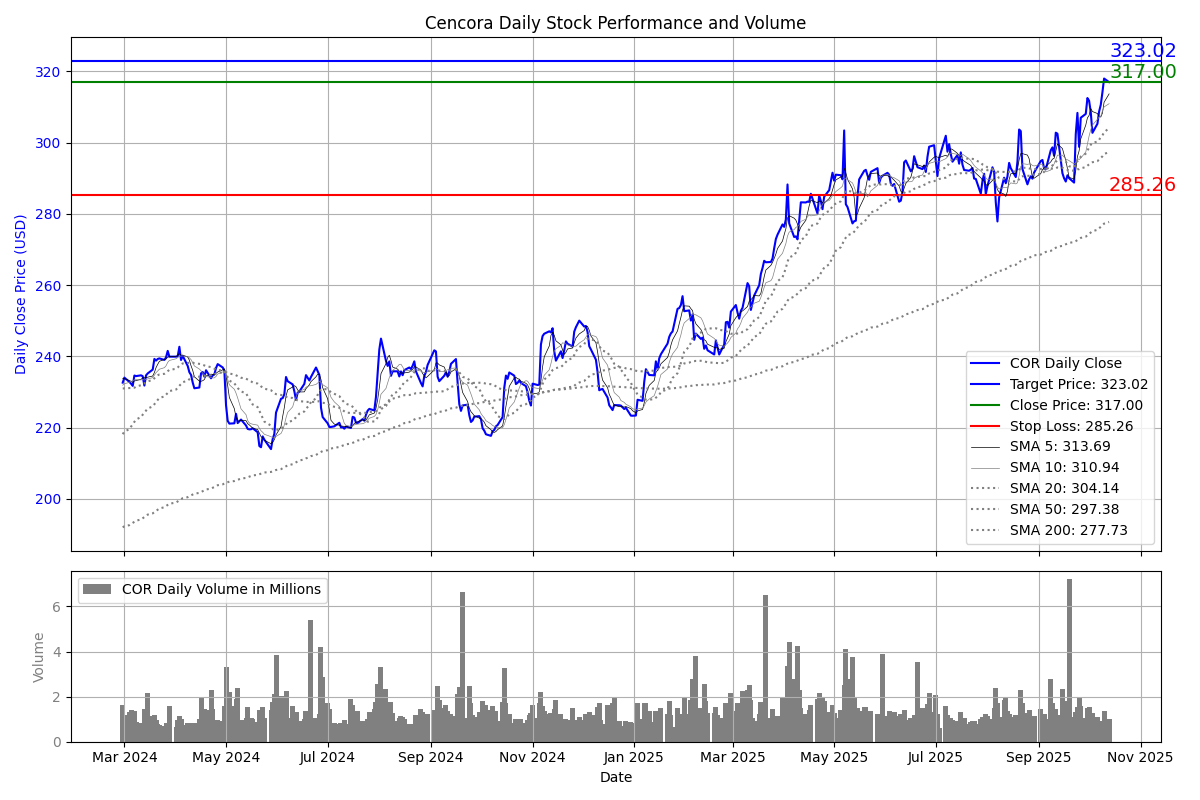 Cencora Daily Stock Performance and Volume
323.02
317.00
285.26
Daily Close Price (USD)
320
300
280
260
240
220
200
COR Daily Close
Target Price: 323.02
Close Price: 317.00
Stop Loss: 285.26
SMA 5: 313.69
SMA 10: 310.94
SMA 20: 304.14
SMA 50: 297.38
SMA 200: 277.73
COR Daily Volume in Millions
Volume
6
4
2
0
Mar 2024 May 2024 Jul 2024 Sep 2024 Nov 2024 Jan 2025 Mar 2025 May 2025 Jul 2025 Sep 2025 Nov 2025
Date